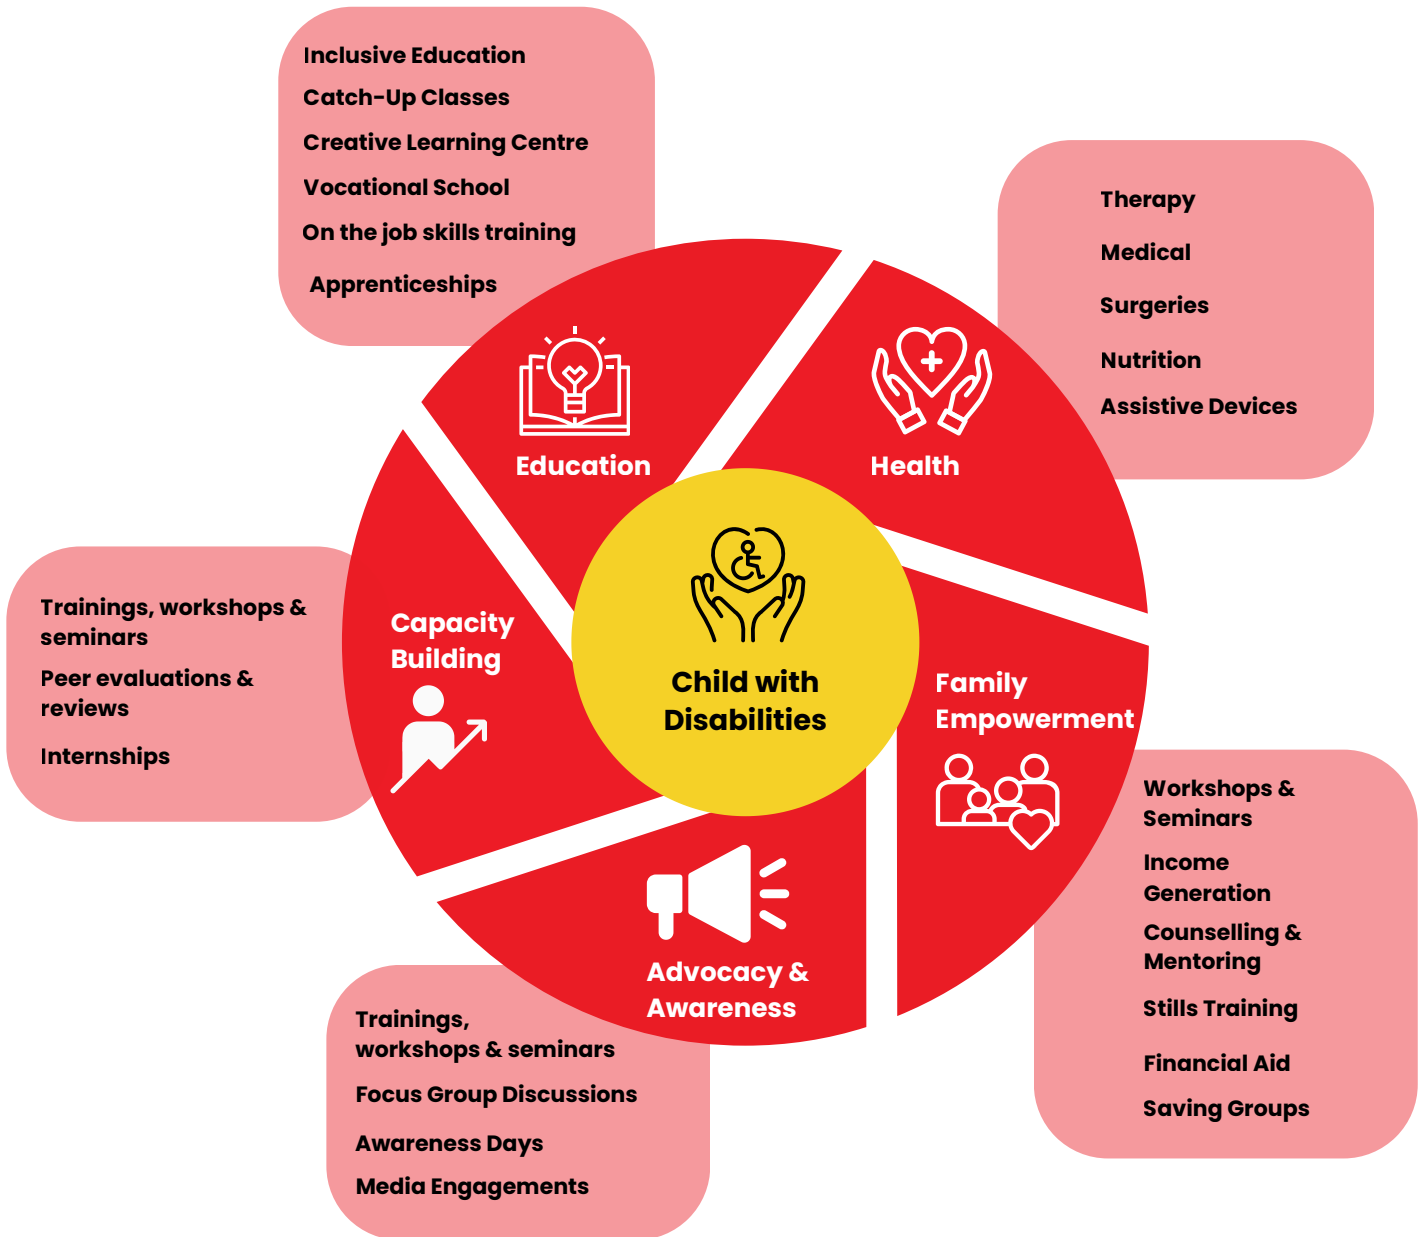 Inclusive Education
Catch-Up Classes
Creative Learning Centre
Vocational School
On the job skills training
Apprenticeships
Education
Therapy
Medical
Surgeries
Nutrition
Assistive Devices
Health
Trainings, workshops &
seminars
Peer evaluations &
reviews
Internships
Capacity
Building
Child with
Disabilities
Family
Empowerment
Workshops &
Seminars
Income
Generation
Counselling &
Mentoring
Stills Training
Financial Aid
Saving Groups
Advocacy &
Awareness
Trainings,
workshops & seminars
Focus Group Discussions
Awareness Days
Media Engagements